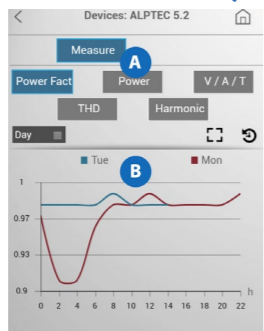 Devices: ALPTEC 5.2
Measure
A
Power Fact Power V / A / T
THD Harmonic
Day
Tue B Mon
1
0.97
0.93
0.9
h
0 2 4 6 8 10 12 14 16 18 20 22